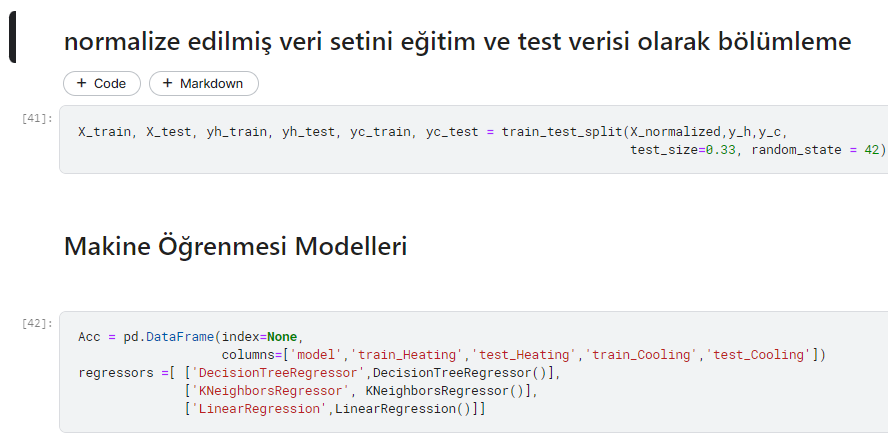 normalize edilmiş veri setini eğitim ve test verisi olarak bölümleme
+ Code + Markdown
[41]:
X_train, X_test, yh_train, yh_test, yc_train, yc_test = train_test_split(X_normalized,y_h,y_c,
test_size=0.33, random_state = 42)
Makine Öğrenmesi Modelleri
[42]:
Acc = pd.DataFrame(index=None,
columns=['model','train_Heating','test_Heating','train_Cooling','test_Cooling'])
regressors =[ ['DecisionTreeRegressor',DecisionTreeRegressor()],
['KNeighborsRegressor', KNeighborsRegressor()],
['LinearRegression',LinearRegression()]]